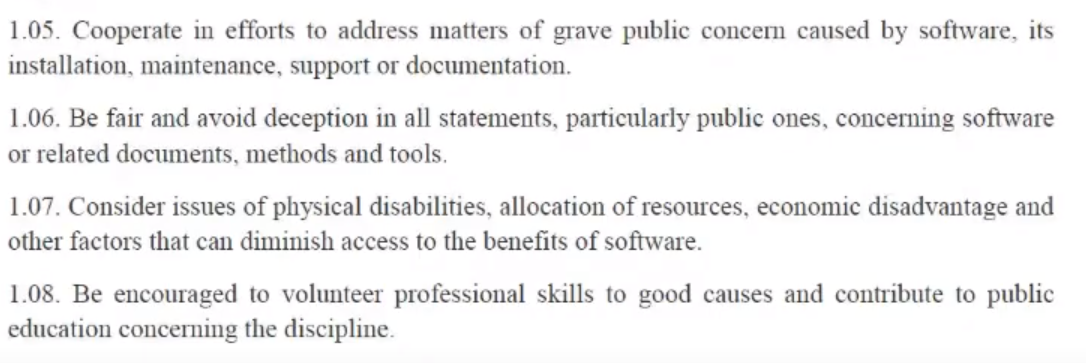 1.05. Cooperate in efforts to address matters of grave public concern caused by software, its
installation, maintenance, support or documentation.
1.06. Be fair and avoid deception in all statements, particularly public ones, concerning software
or related documents, methods and tools.
1.07. Consider issues of physical disabilities, allocation of resources, economic disadvantage and
other factors that can diminish access to the benefits of software.
1.08. Be encouraged to volunteer professional skills to good causes and contribute to public
education concerning the discipline.